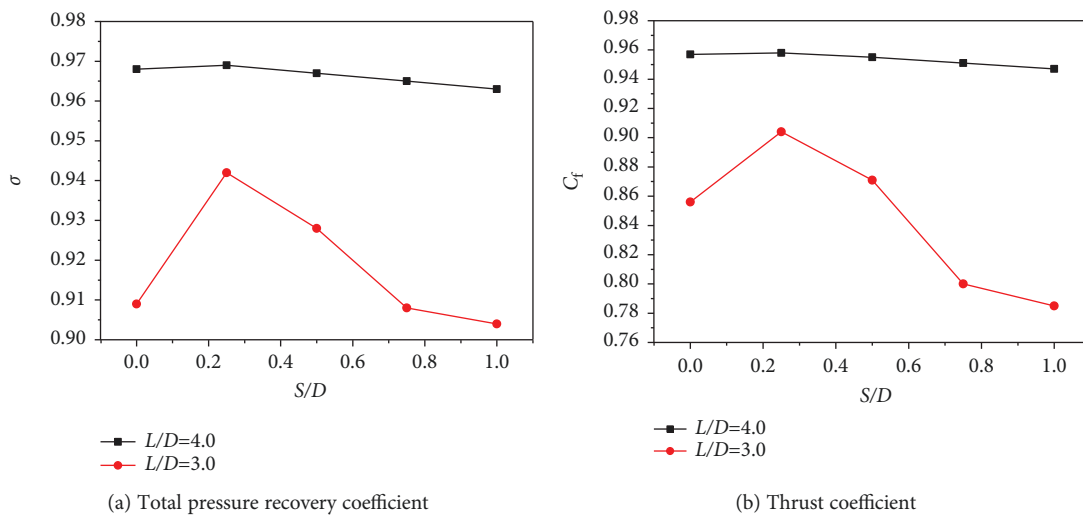 0.98
0.97
0.96
0.95
0.94
0.93
0.92
0.91
0.90
σ
0.0 0.2 0.4 0.6 0.8 1.0
S/D
L/D=4.0
L/D=3.0
(a) Total pressure recovery coefficient
0.98
0.96
0.94
0.92
0.90
0.88
0.86
0.84
0.82
0.80
0.78
0.76
Cf
0.0 0.2 0.4 0.6 0.8 1.0
S/D
L/D=4.0
L/D=3.0
(b) Thrust coefficient